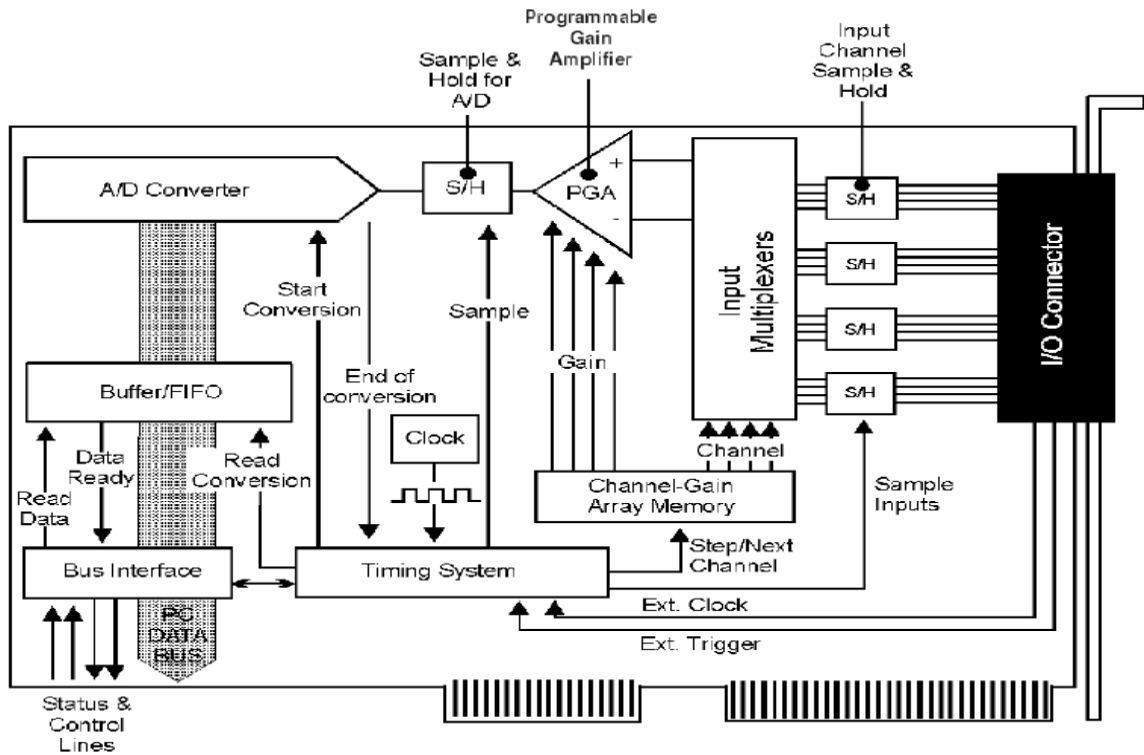 Programmable
Gain
Amplifier
Input
Channel
Sample &
Hold
Sample &
Hold for
A/D
A/D Converter
S/H
PGA
+
-
Input
Multiplexers
S/H
S/H
S/H
S/H
I/O Connector
Start
Conversion
Sample
Gain
End of
conversion
Buffer/FIFO
Clock
Channel
Data
Ready
Read
Conversion
Read
Data
Channel-Gain
Array Memory
Sample
Inputs
Bus Interface
Timing System
Step/Next
Channel
Ext. Clock
Ext. Trigger
PC
DATA
BUS
Status &
Control
Lines